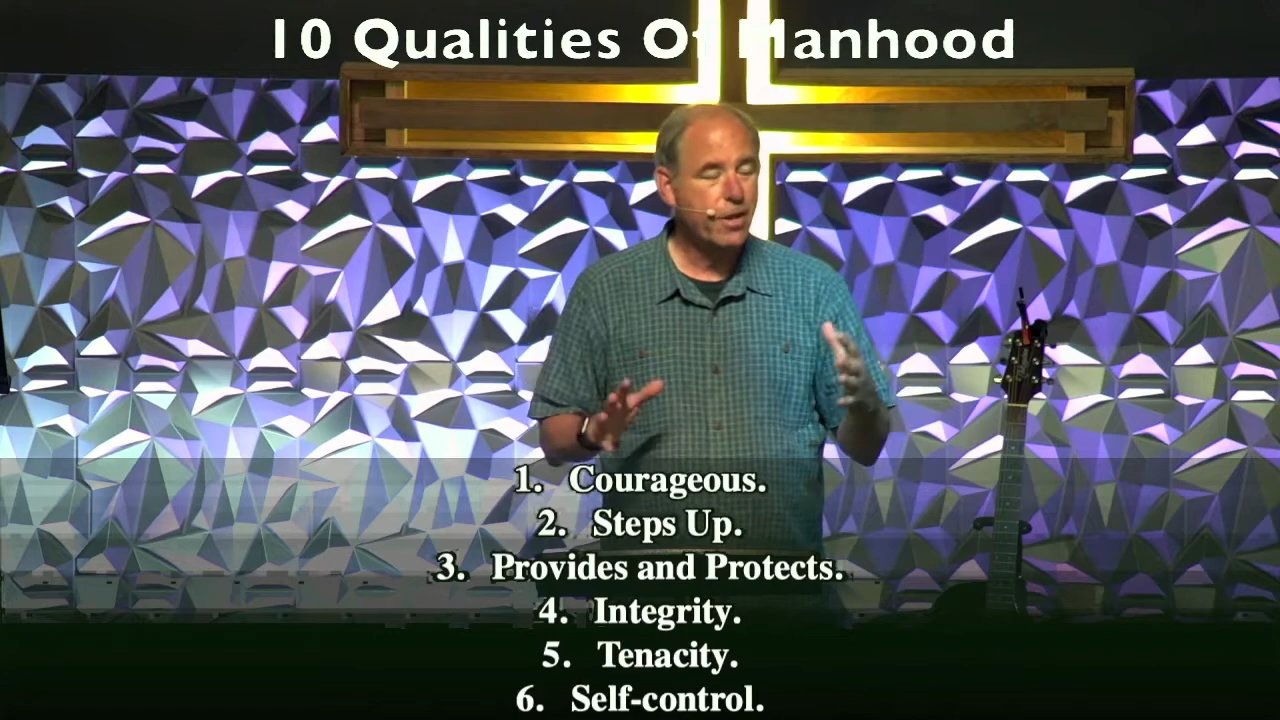 10 Qualities Of Manhood
1. Courageous.
2. Steps Up.
3. Provides and Protects.
4. Integrity.
5. Tenacity.
6. Self-control.